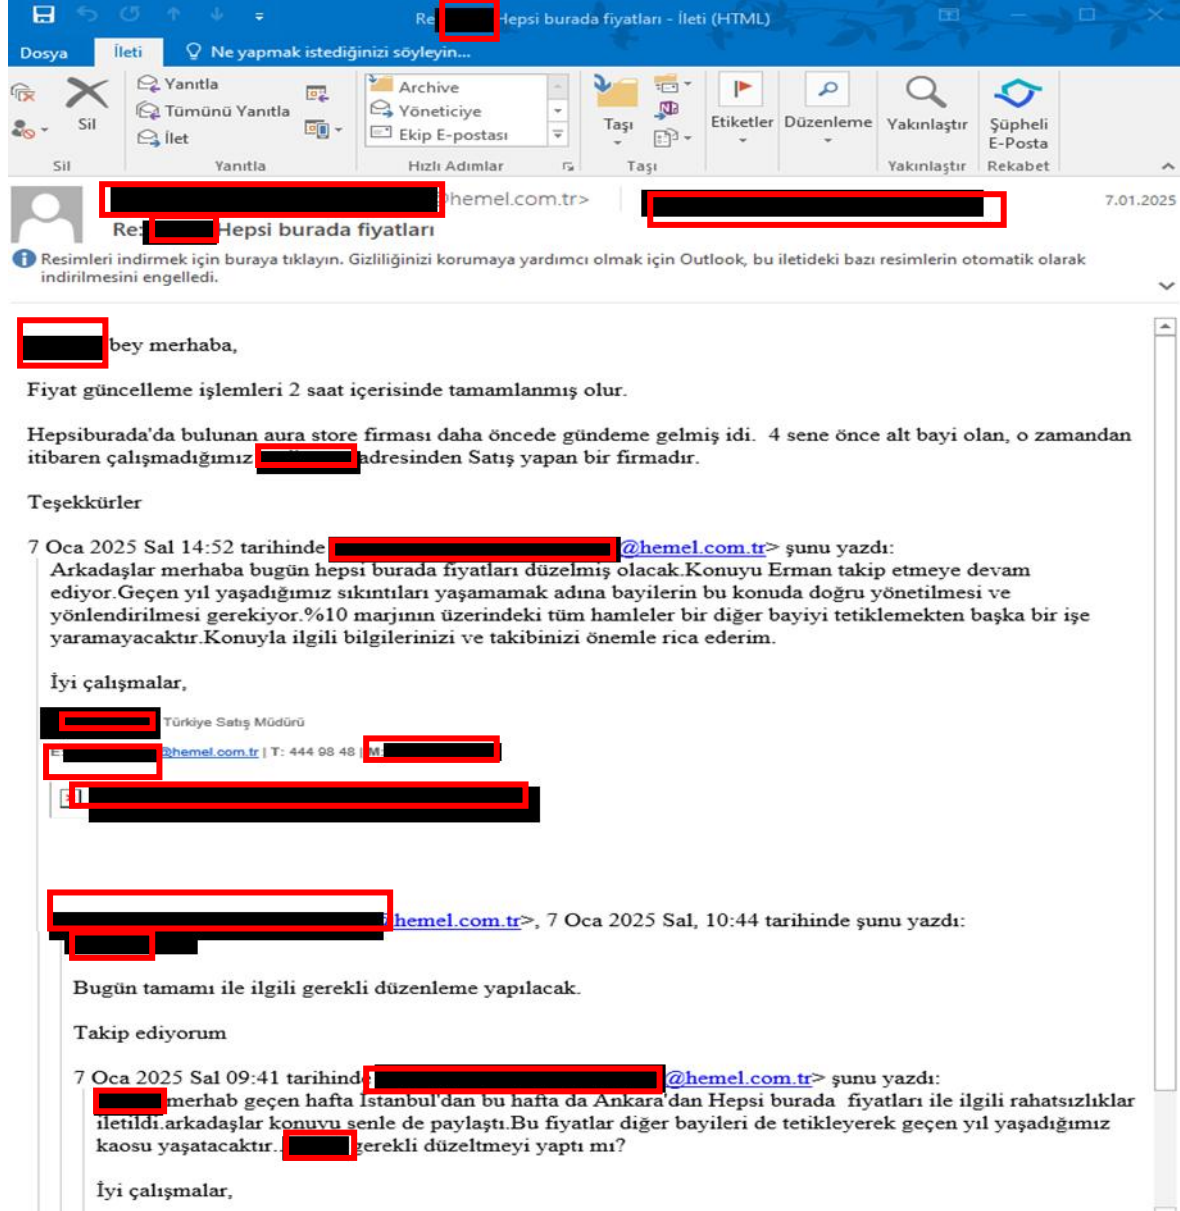 Re: Hepsi burada fiyatları - İleti (HTML)
Dosya İleti Ne yapmak istediğinizi söyleyin...
Sil
Yanıtla
Tümünü Yanıtla
İlet
Archive
Yöneticiye
Ekip E-postası
Taşı
Etiketler
Düzenleme
Yakınlaştır
Şüpheli
E-Posta
Sil Yanıtla Hızlı Adımlar Taşı Yakınlaştır Rekabet
@hemel.com.tr> 7.01.2025
Re: Hepsi burada fiyatları
Resimleri indirmek için buraya tıklayın. Gizliliğinizi korumaya yardımcı olmak için Outlook, bu iletideki bazı resimlerin otomatik olarak
indirilmesini engelledi.
bey merhaba,
Fiyat güncelleme işlemleri 2 saat içerisinde tamamlanmış olur.
Hepsiburada'da bulunan aura store firması daha öncede gündeme gelmiş idi. 4 sene önce alt bayi olan, o zamandan
itibaren çalışmadığımız adresinden Satış yapan bir firmadır.
Teşekkürler
7 Oca 2025 Sal 14:52 tarihinde @hemel.com.tr> şunu yazdı:
Arkadaşlar merhaba bugün hepsi burada fiyatları düzelmiş olacak.Konuyu Erman takip etmeye devam
ediyor.Geçen yıl yaşadığımız sıkıntıları yaşamamak adına bayilerin bu konuda doğru yönetilmesi ve
yönlendirilmesi gerekiyor.%10 marjının üzerindeki tüm hamleler bir diğer bayiyi tetiklemekten başka bir işe
yaramayacaktır.Konuyla ilgili bilgilerinizi ve takibinizi önemle rica ederim.
İyi çalışmalar,
Türkiye Satış Müdürü
E: @hemel.com.tr | T: 444 98 48 | M:
hemel.com.tr>, 7 Oca 2025 Sal, 10:44 tarihinde şunu yazdı:
Bugün tamamı ile ilgili gerekli düzenleme yapılacak.
Takip ediyorum
7 Oca 2025 Sal 09:41 tarihinde @hemel.com.tr> şunu yazdı:
merhab geçen hafta İstanbul'dan bu hafta da Ankara'dan Hepsi burada fiyatları ile ilgili rahatsızlıklar
iletildi.arkadaşlar konuyu senle de paylaştı.Bu fiyatlar diğer bayileri de tetikleyerek geçen yıl yaşadığımız
kaosu yaşatacaktır.. gerekli düzeltmeyi yaptı mı?
İyi çalışmalar,